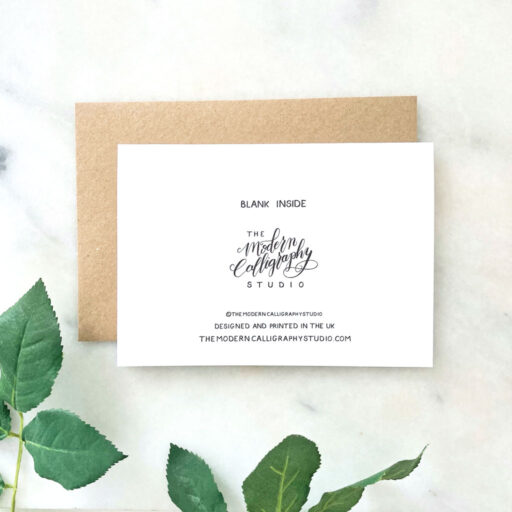 BLANK INSIDE
THE
Modern
Calligraphy
STUDIO
©THEMODERNCALLIGRAPHYSTUDIO
DESIGNED AND PRINTED IN THE UK
THEMODERNCALLIGRAPHYSTUDIO.COM